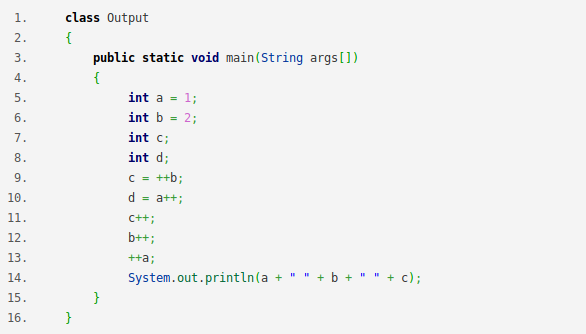 1. class Output
2. {
3. public static void main(String args[])
4. {
5. int a = 1;
6. int b = 2;
7. int c;
8. int d;
9. c = ++b;
10. d = a++;
11. c++;
12. b++;
13. ++a;
14. System.out.println(a + " " + b + " " + c);
15. }
16. }